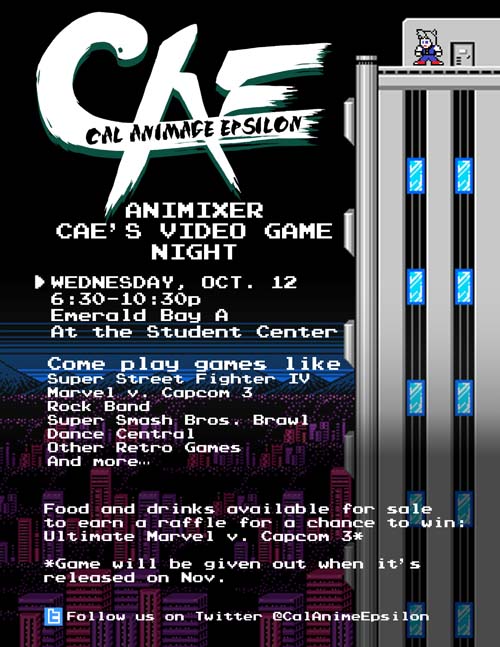 CAE
CAL ANIMAGE EPSILON
ANIMIXER
CAE'S VIDEO GAME
NIGHT
WEDNESDAY, OCT. 12
6:30-10:30p
Emerald Bay A
At the Student Center
Come play games like
Super Street Fighter IV
Marvel v. Capcom 3
Rock Band
Super Smash Bros. Brawl
Dance Central
Other Retro Games
And more…
Food and drinks available for sale
to earn a raffle for a chance to win:
Ultimate Marvel v. Capcom 3*
*Game will be given out when it's
released on Nov.
Follow us on Twitter @CalAnimeEpsilon